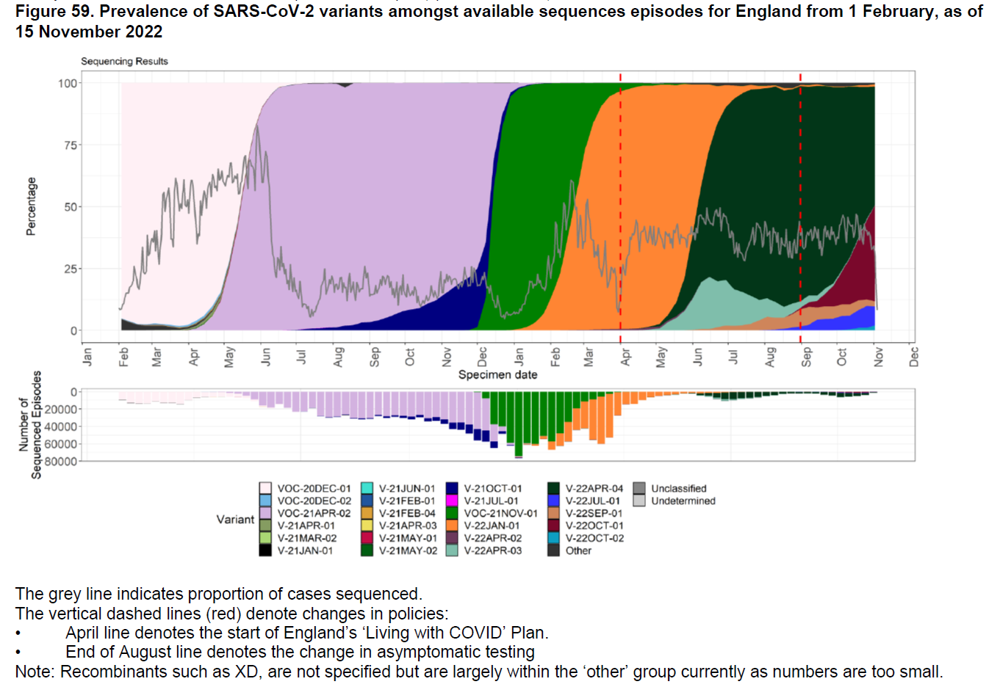 Figure 59. Prevalence of SARS-CoV-2 variants amongst available sequences episodes for England from 1 February, as of
15 November 2022
Sequencing Results
100
75
50
25
0
Percentage
Jan
Feb
Mar
Apr
May
Jun
Jul
Aug
Sep
Oct
Nov
Dec
Jan
Feb
Mar
Apr
May
Jun
Jul
Aug
Sep
Oct
Nov
Dec
Specimen date
Number of
Sequenced Episodes
0
20000
40000
60000
80000
Variant
VOC-20DEC-01
VOC-20DEC-02
VOC-21APR-02
V-21APR-01
V-21MAR-02
V-21JAN-01
V-21JUN-01
V-21FEB-01
V-21FEB-04
V-21APR-03
V-21MAY-01
V-21MAY-02
V-21OCT-01
V-21JUL-01
VOC-21NOV-01
V-22JAN-01
V-22APR-02
V-22APR-03
V-22APR-04
V-22JUL-01
V-22SEP-01
V-22OCT-01
V-22OCT-02
Other
Unclassified
Undetermined
The grey line indicates proportion of cases sequenced.
The vertical dashed lines (red) denote changes in policies:
• April line denotes the start of England's 'Living with COVID' Plan.
• End of August line denotes the change in asymptomatic testing
Note: Recombinants such as XD, are not specified but are largely within the 'other' group currently as numbers are too small.